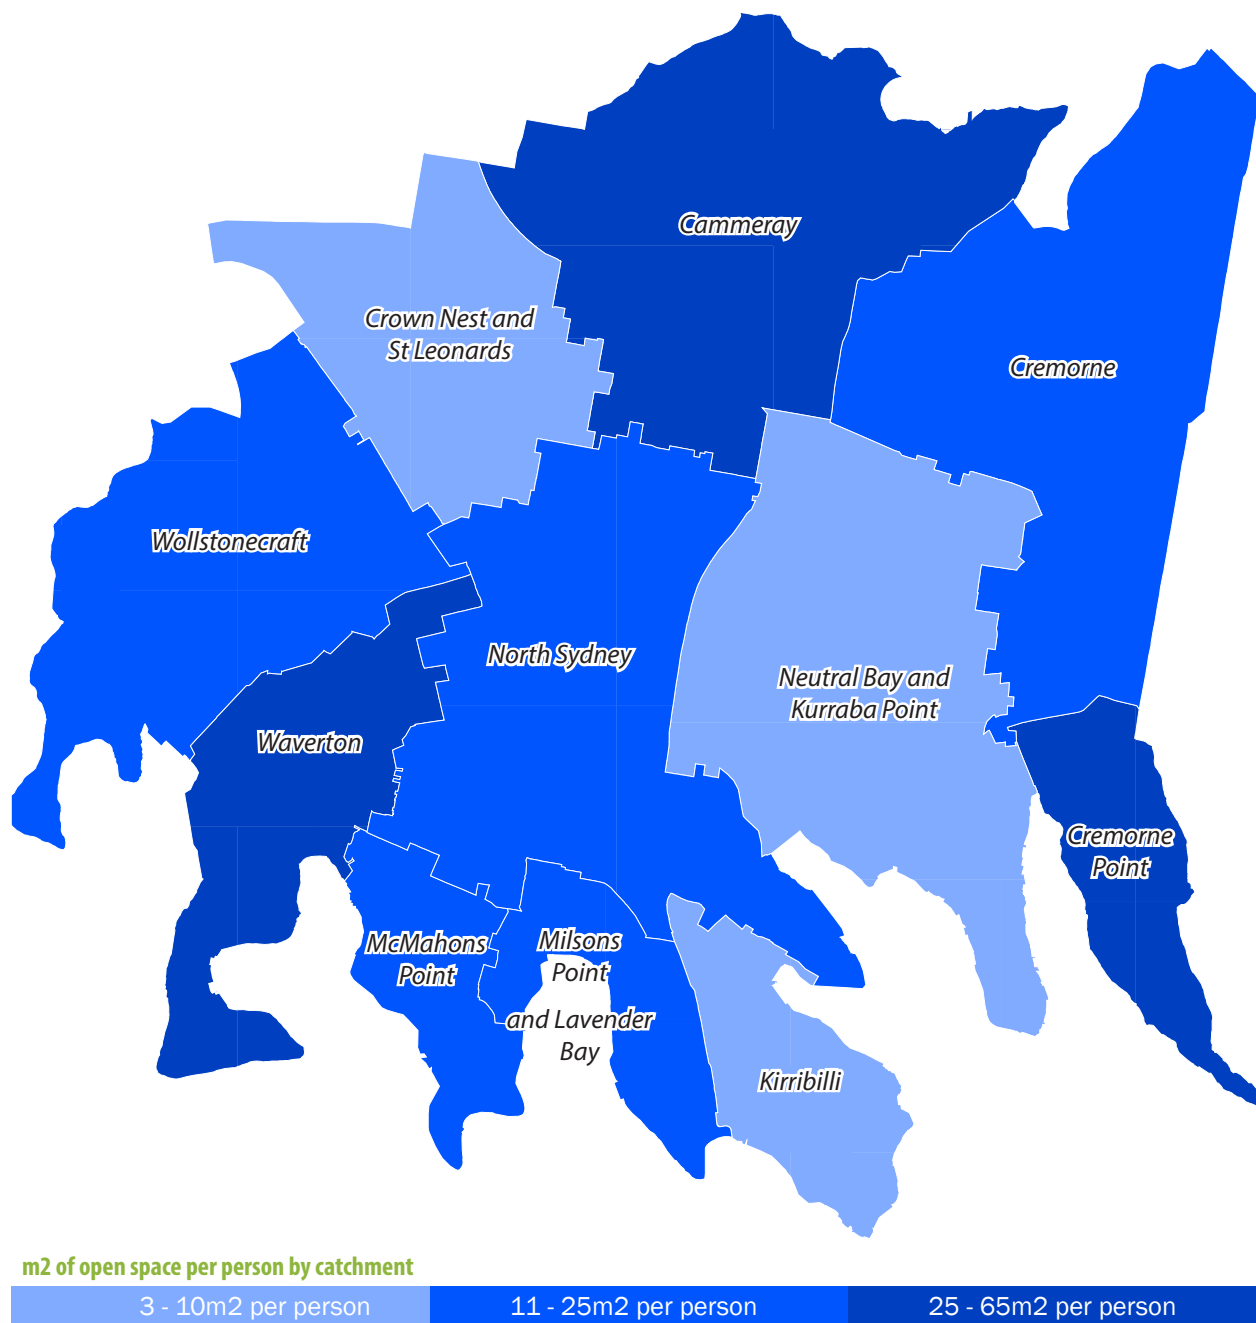 Cammeray
Crown Nest and
St Leonards
Cremorne
Wollstonecraft
North Sydney
Neutral Bay and
Kurraba Point
Waverton
Cremorne
Point
McMahons
Point
Milsons
Point
and Lavender
Bay
Kirribilli
m2 of open space per person by catchment
3 - 10m2 per person
11 - 25m2 per person
25 - 65m2 per person